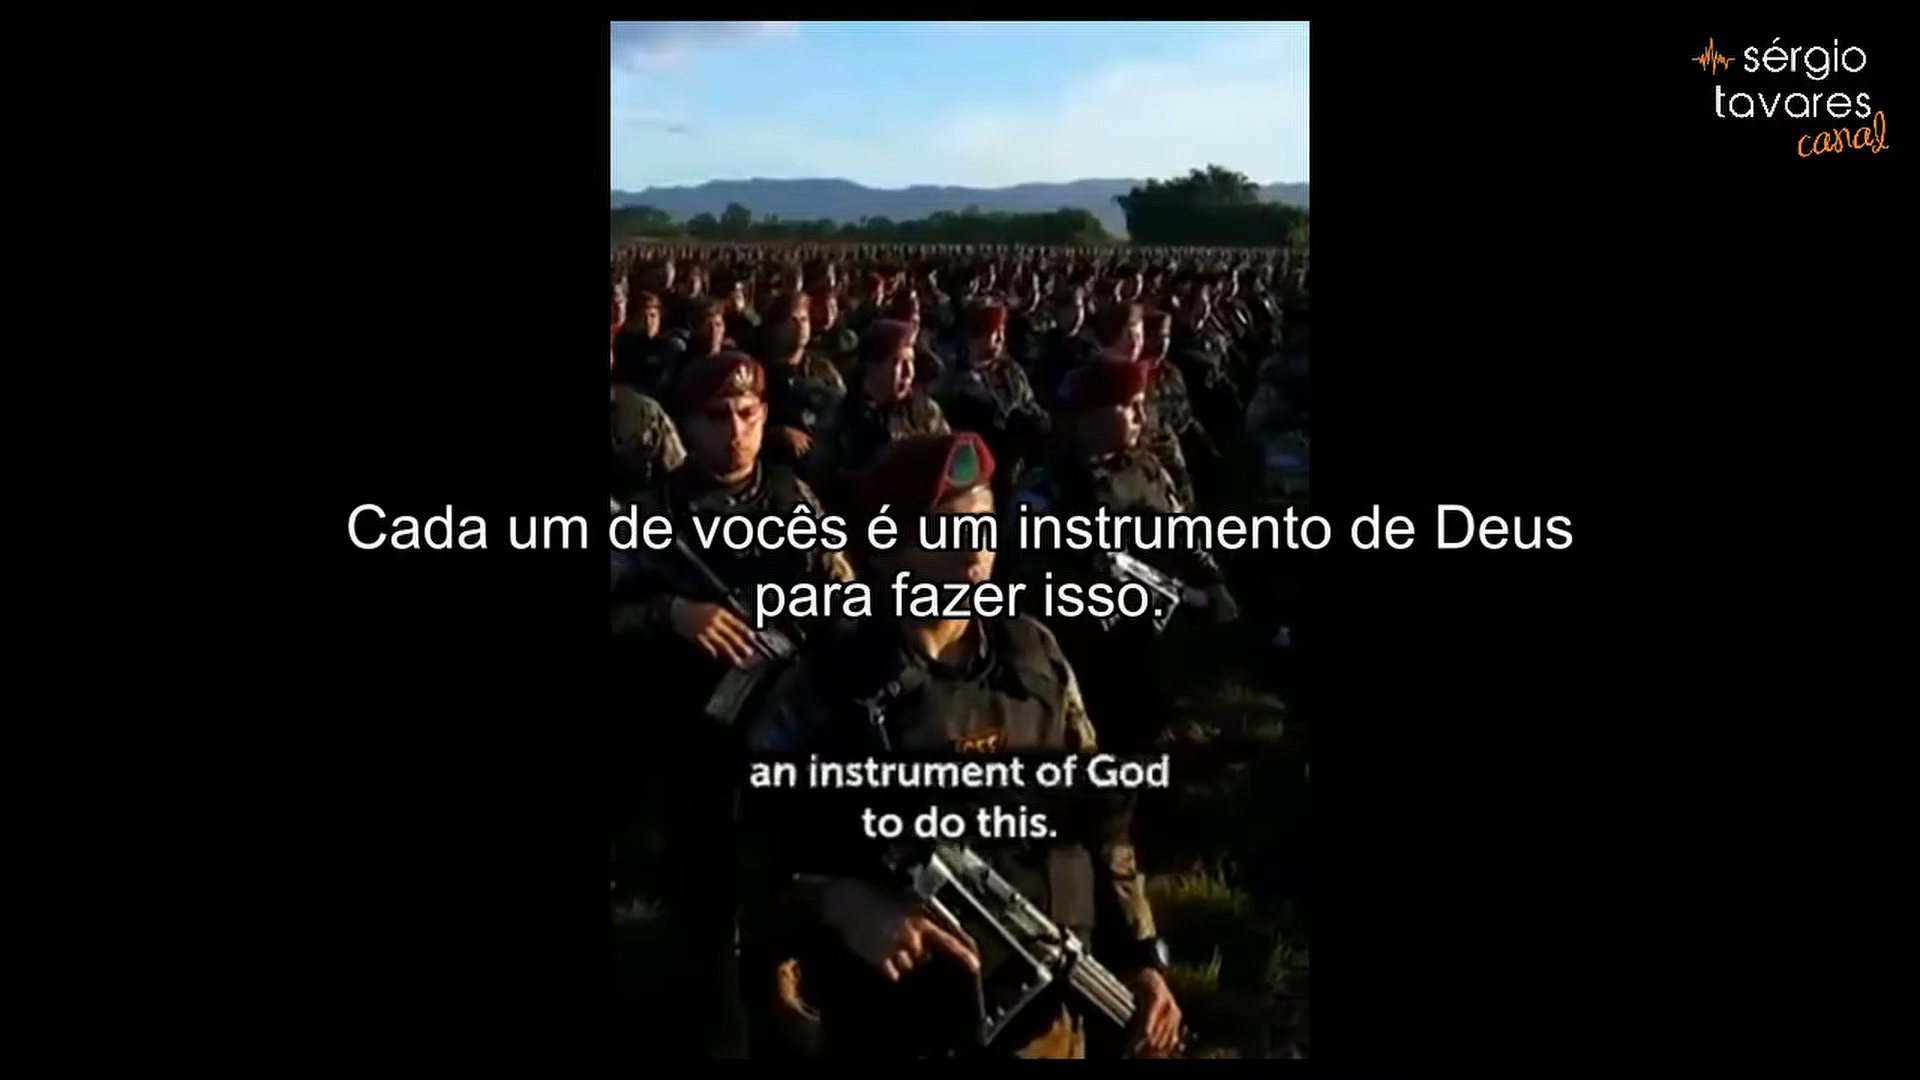 sérgio
tavares
canal
Cada um de vocês é um instrumento de Deus
para fazer isso.
an instrument of God
to do this.